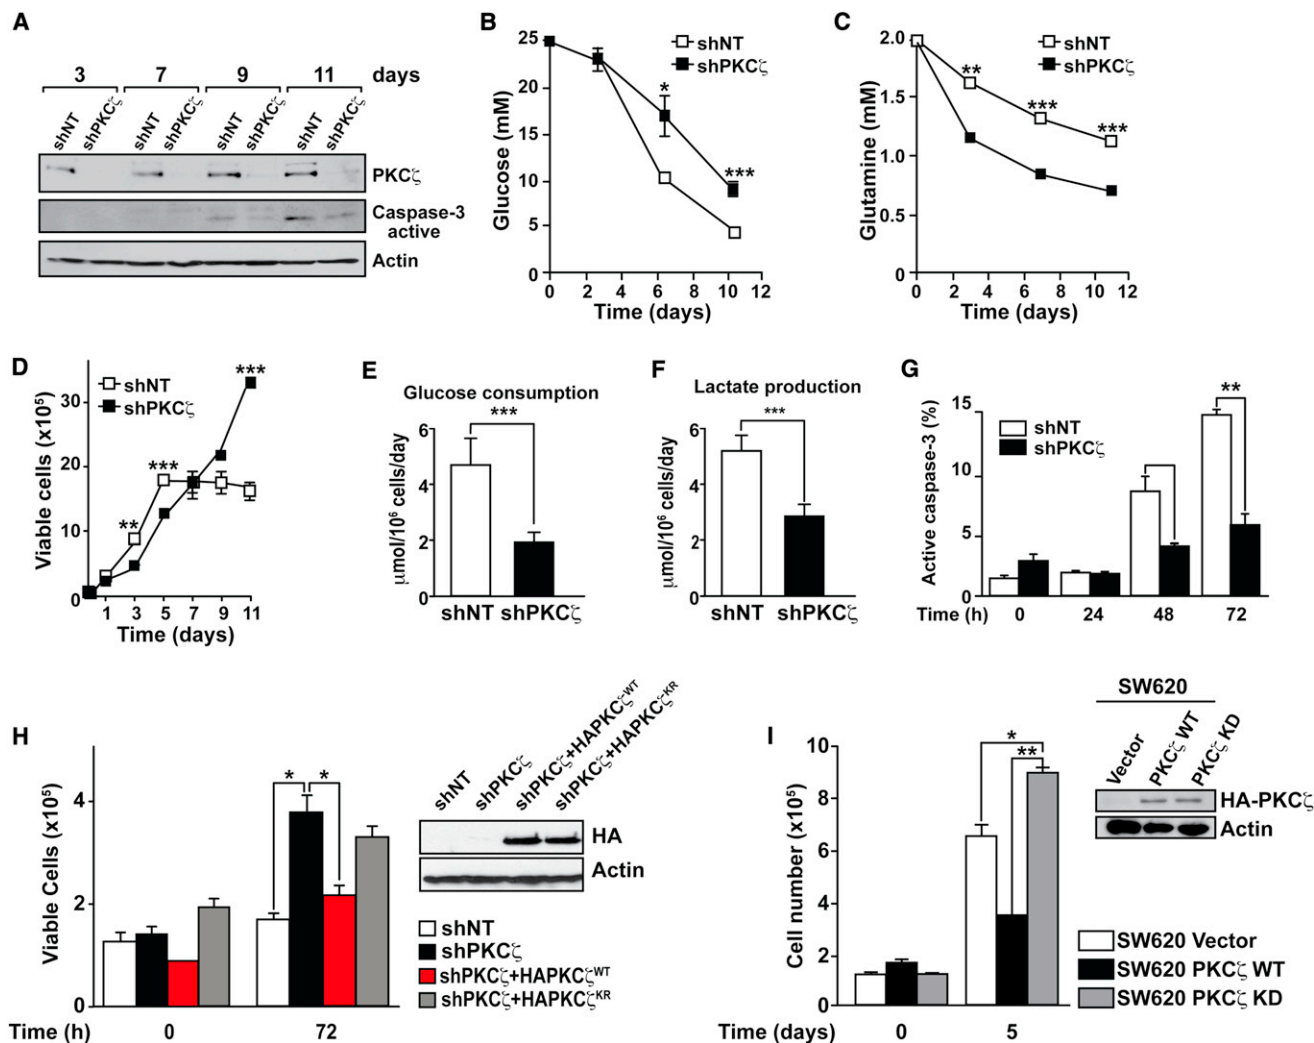 A
3 7 9 11 days
shNT shPKCζ shNT shPKCζ shNT shPKCζ shNT shPKCζ
PKCζ
Caspase-3
active
Actin
B
25
20
15
10
5
0
Glucose (mM)
shNT
shPKCζ
*
***
0 2 4 6 8 10 12
Time (days)
C
2.0
1.5
1.0
0.5
0
Glutamine (mM)
shNT
shPKCζ
**
***
***
0 2 4 6 8 10 12
Time (days)
D
30
20
10
0
Viable cells (x10⁵)
shNT
shPKCζ
**
***
***
1 3 5 7 9 11
Time (days)
E
Glucose consumption
***
6
4
2
0
μmol/10⁶ cells/day
shNT shPKCζ
F
Lactate production
***
6
4
2
0
μmol/10⁶ cells/day
shNT shPKCζ
G
15
10
5
0
Active caspase-3 (%)
shNT
shPKCζ
**
Time (h) 0 24 48 72
H
4
2
0
Viable Cells (x10⁵)
* *
Time (h) 0 72
shNT shPKCζ shPKCζ+HAPKCζᵂᵀ shPKCζ+HAPKCζᴷᴿ
HA
Actin
shNT
shPKCζ
shPKCζ+HAPKCζᵂᵀ
shPKCζ+HAPKCζᴷᴿ
I
10
8
6
4
2
0
Cell number (x10⁵)
*
**
Time (days) 0 5
SW620
Vector PKCζ WT PKCζ KD
HA-PKCζ
Actin
SW620 Vector
SW620 PKCζ WT
SW620 PKCζ KD